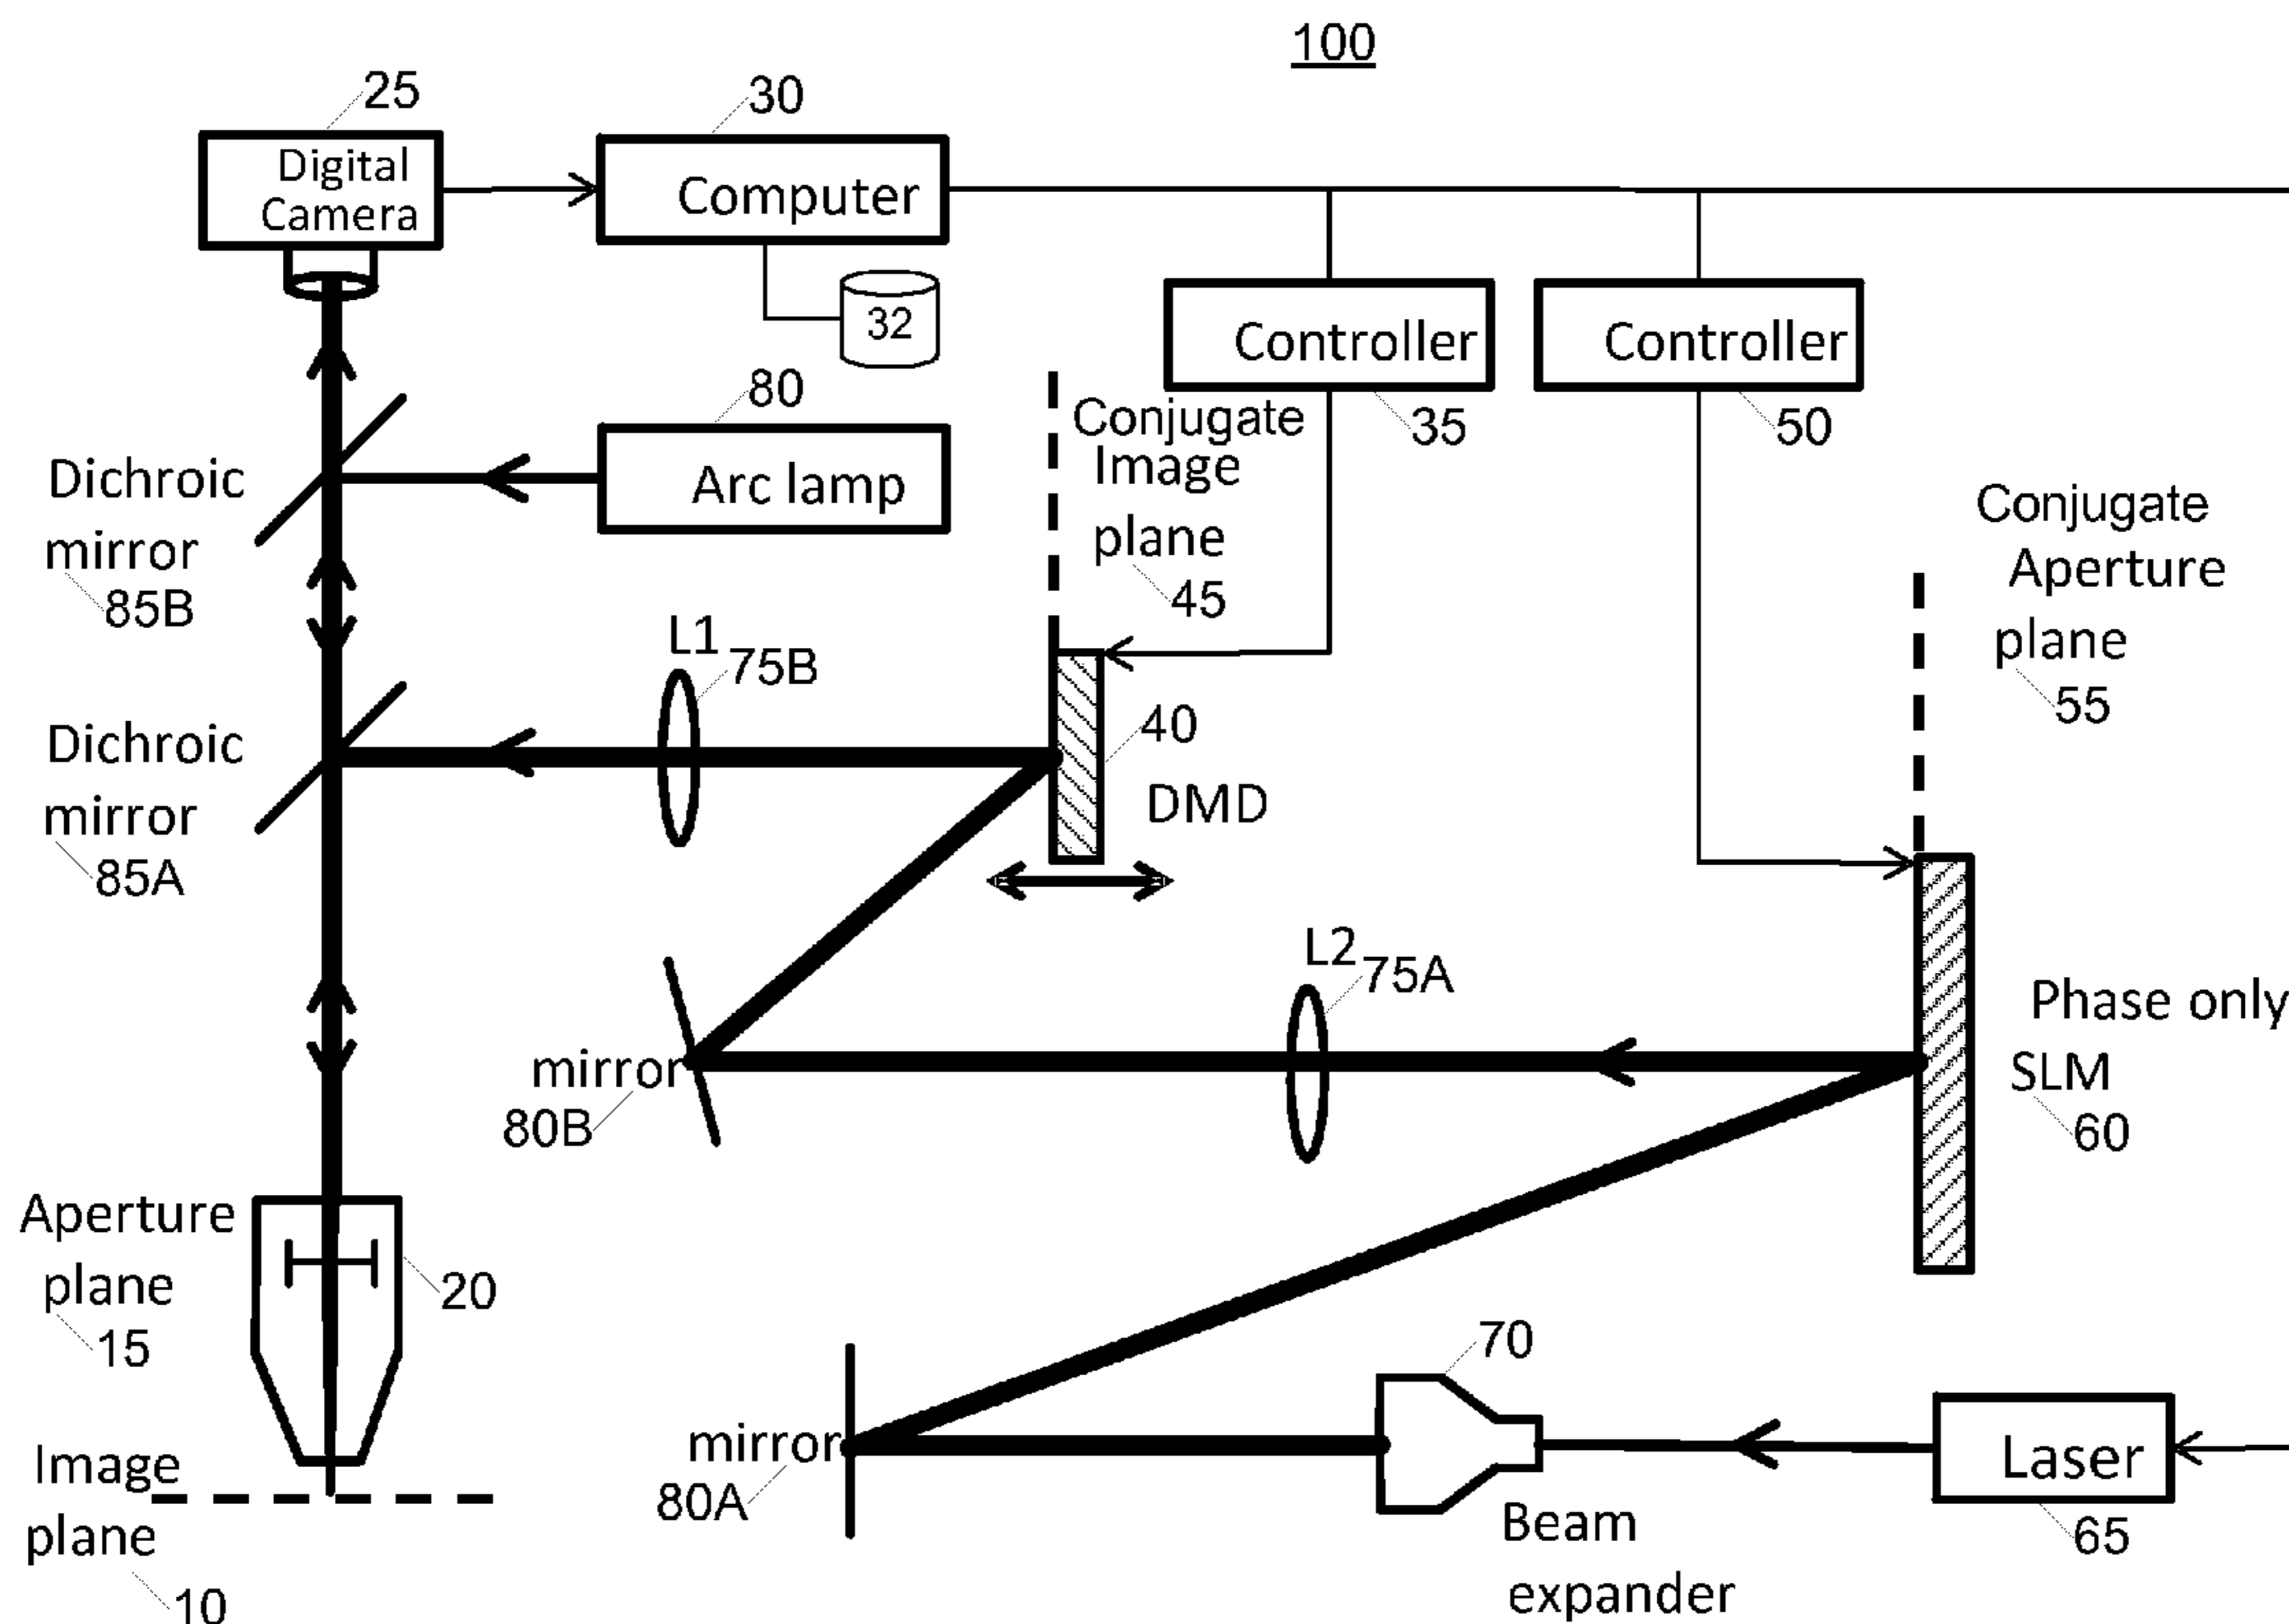 100
25
Digital
Camera
30
Computer
32
Controller
35
Controller
50
80
Arc lamp
Conjugate
Image
plane
45
Dichroic
mirror
85B
Conjugate
Aperture
plane
55
L1
75B
40
DMD
Dichroic
mirror
85A
L2
75A
mirror
80B
Phase only
SLM
60
Aperture
plane
15
20
70
mirror
80A
Beam
expander
Laser
65
Image
plane
10